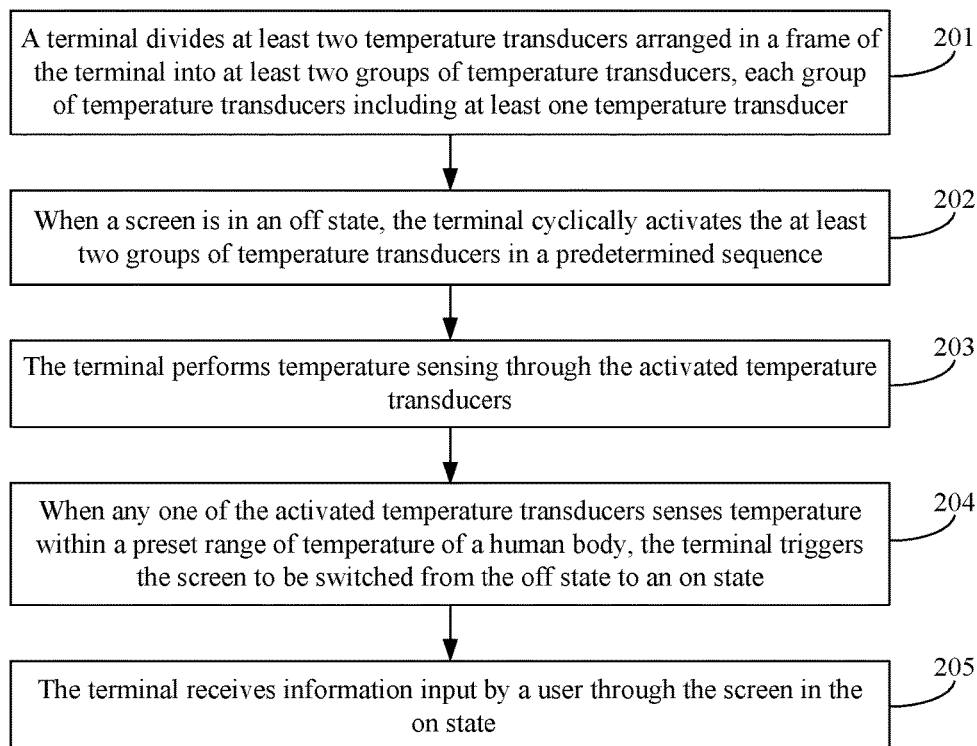 A terminal divides at least two temperature transducers arranged in a frame of
the terminal into at least two groups of temperature transducers, each group
of temperature transducers including at least one temperature transducer
201
When a screen is in an off state, the terminal cyclically activates the at least
two groups of temperature transducers in a predetermined sequence
202
The terminal performs temperature sensing through the activated temperature
transducers
203
When any one of the activated temperature transducers senses temperature
within a preset range of temperature of a human body, the terminal triggers
the screen to be switched from the off state to an on state
204
The terminal receives information input by a user through the screen in the
on state
205